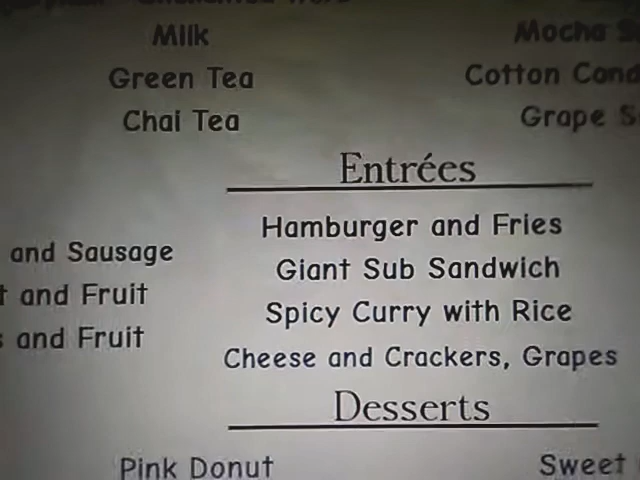 Milk
Mocha
Green Tea
Cotton Cand
Chai Tea
Grape S
Entrées
Hamburger and Fries
and Sausage
Giant Sub Sandwich
t and Fruit
Spicy Curry with Rice
s and Fruit
Cheese and Crackers, Grapes
Desserts
Pink Donut
Sweet